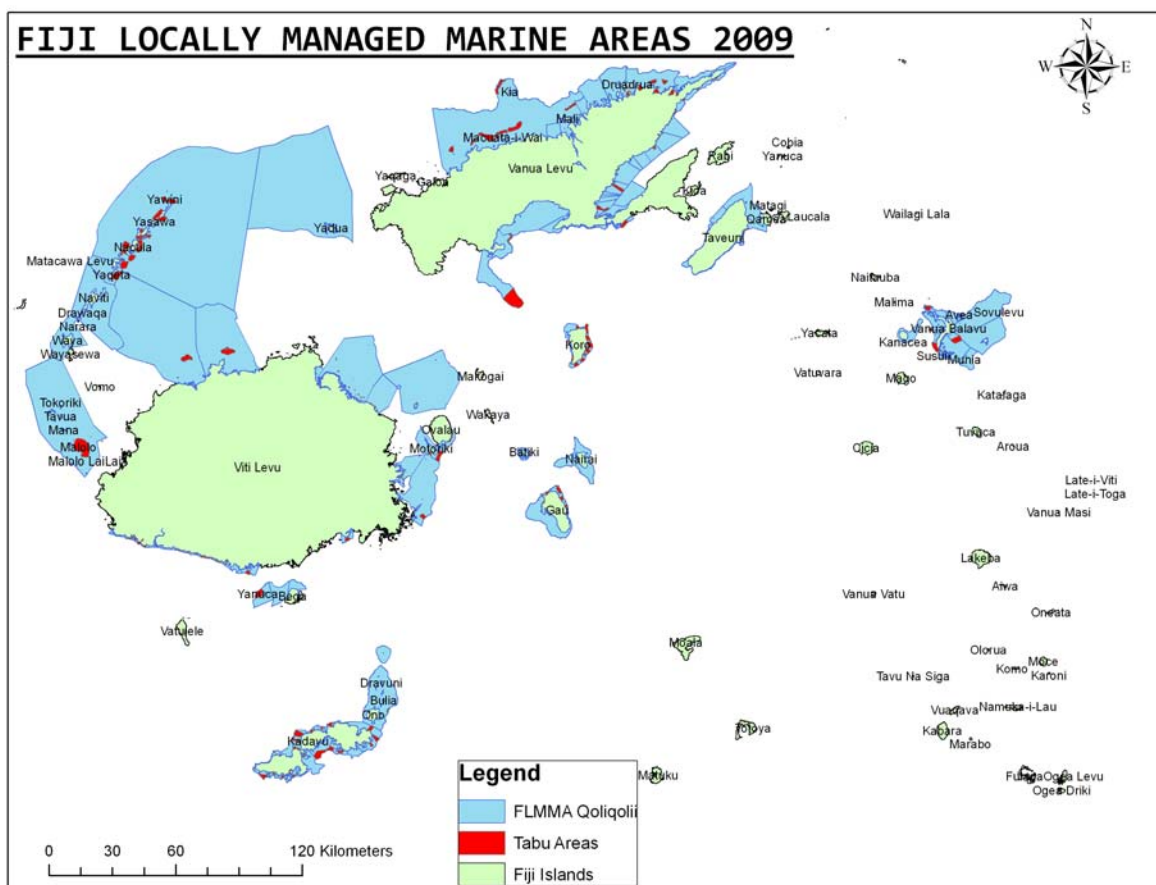 FIJI LOCALLY MANAGED MARINE AREAS 2009
N
W E
S
Kia
Druadrua
Mali
Macuata-i-Wai
Vanua Levu
Yaqaga
Galoa
Rabi
Kioa
Cobia
Yanuca
Matagi
Qamea
Laucala
Taveuni
Wailagi Lala
Yawini
Yasawa
Nacula
Matacawa Levu
Yaqeta
Naviti
Drawaqa
Narara
Waya
Wayasewa
Yadua
Vomo
Tokoriki
Tavua
Mana
Malolo
Malolo LaiLai
Viti Levu
Koro
Makogai
Wakaya
Ovalau
Moturiki
Batiki
Nairai
Gau
Naitauba
Malima
Avea
Sovulevu
Vanua Balavu
Kanacea
Susui
Munia
Yacata
Vatuvara
Mago
Katafaga
Tuvuca
Cicia
Aroua
Late-i-Viti
Late-i-Toga
Vanua Masi
Lakeba
Aiwa
Vanua Vatu
Oneata
Yanuca
Beqa
Vatulele
Moala
Olorua
Moce
Komo
Karoni
Tavu Na Siga
Dravuni
Bulia
Ono
Kadavu
Vuaqava
Namuka-i-Lau
Totoya
Kabara
Marabo
Matuku
Fulaga
Ogea Levu
Ogea Driki
Legend
FLMMA Qoliqolii
Tabu Areas
Fiji Islands
0 30 60 120 Kilometers